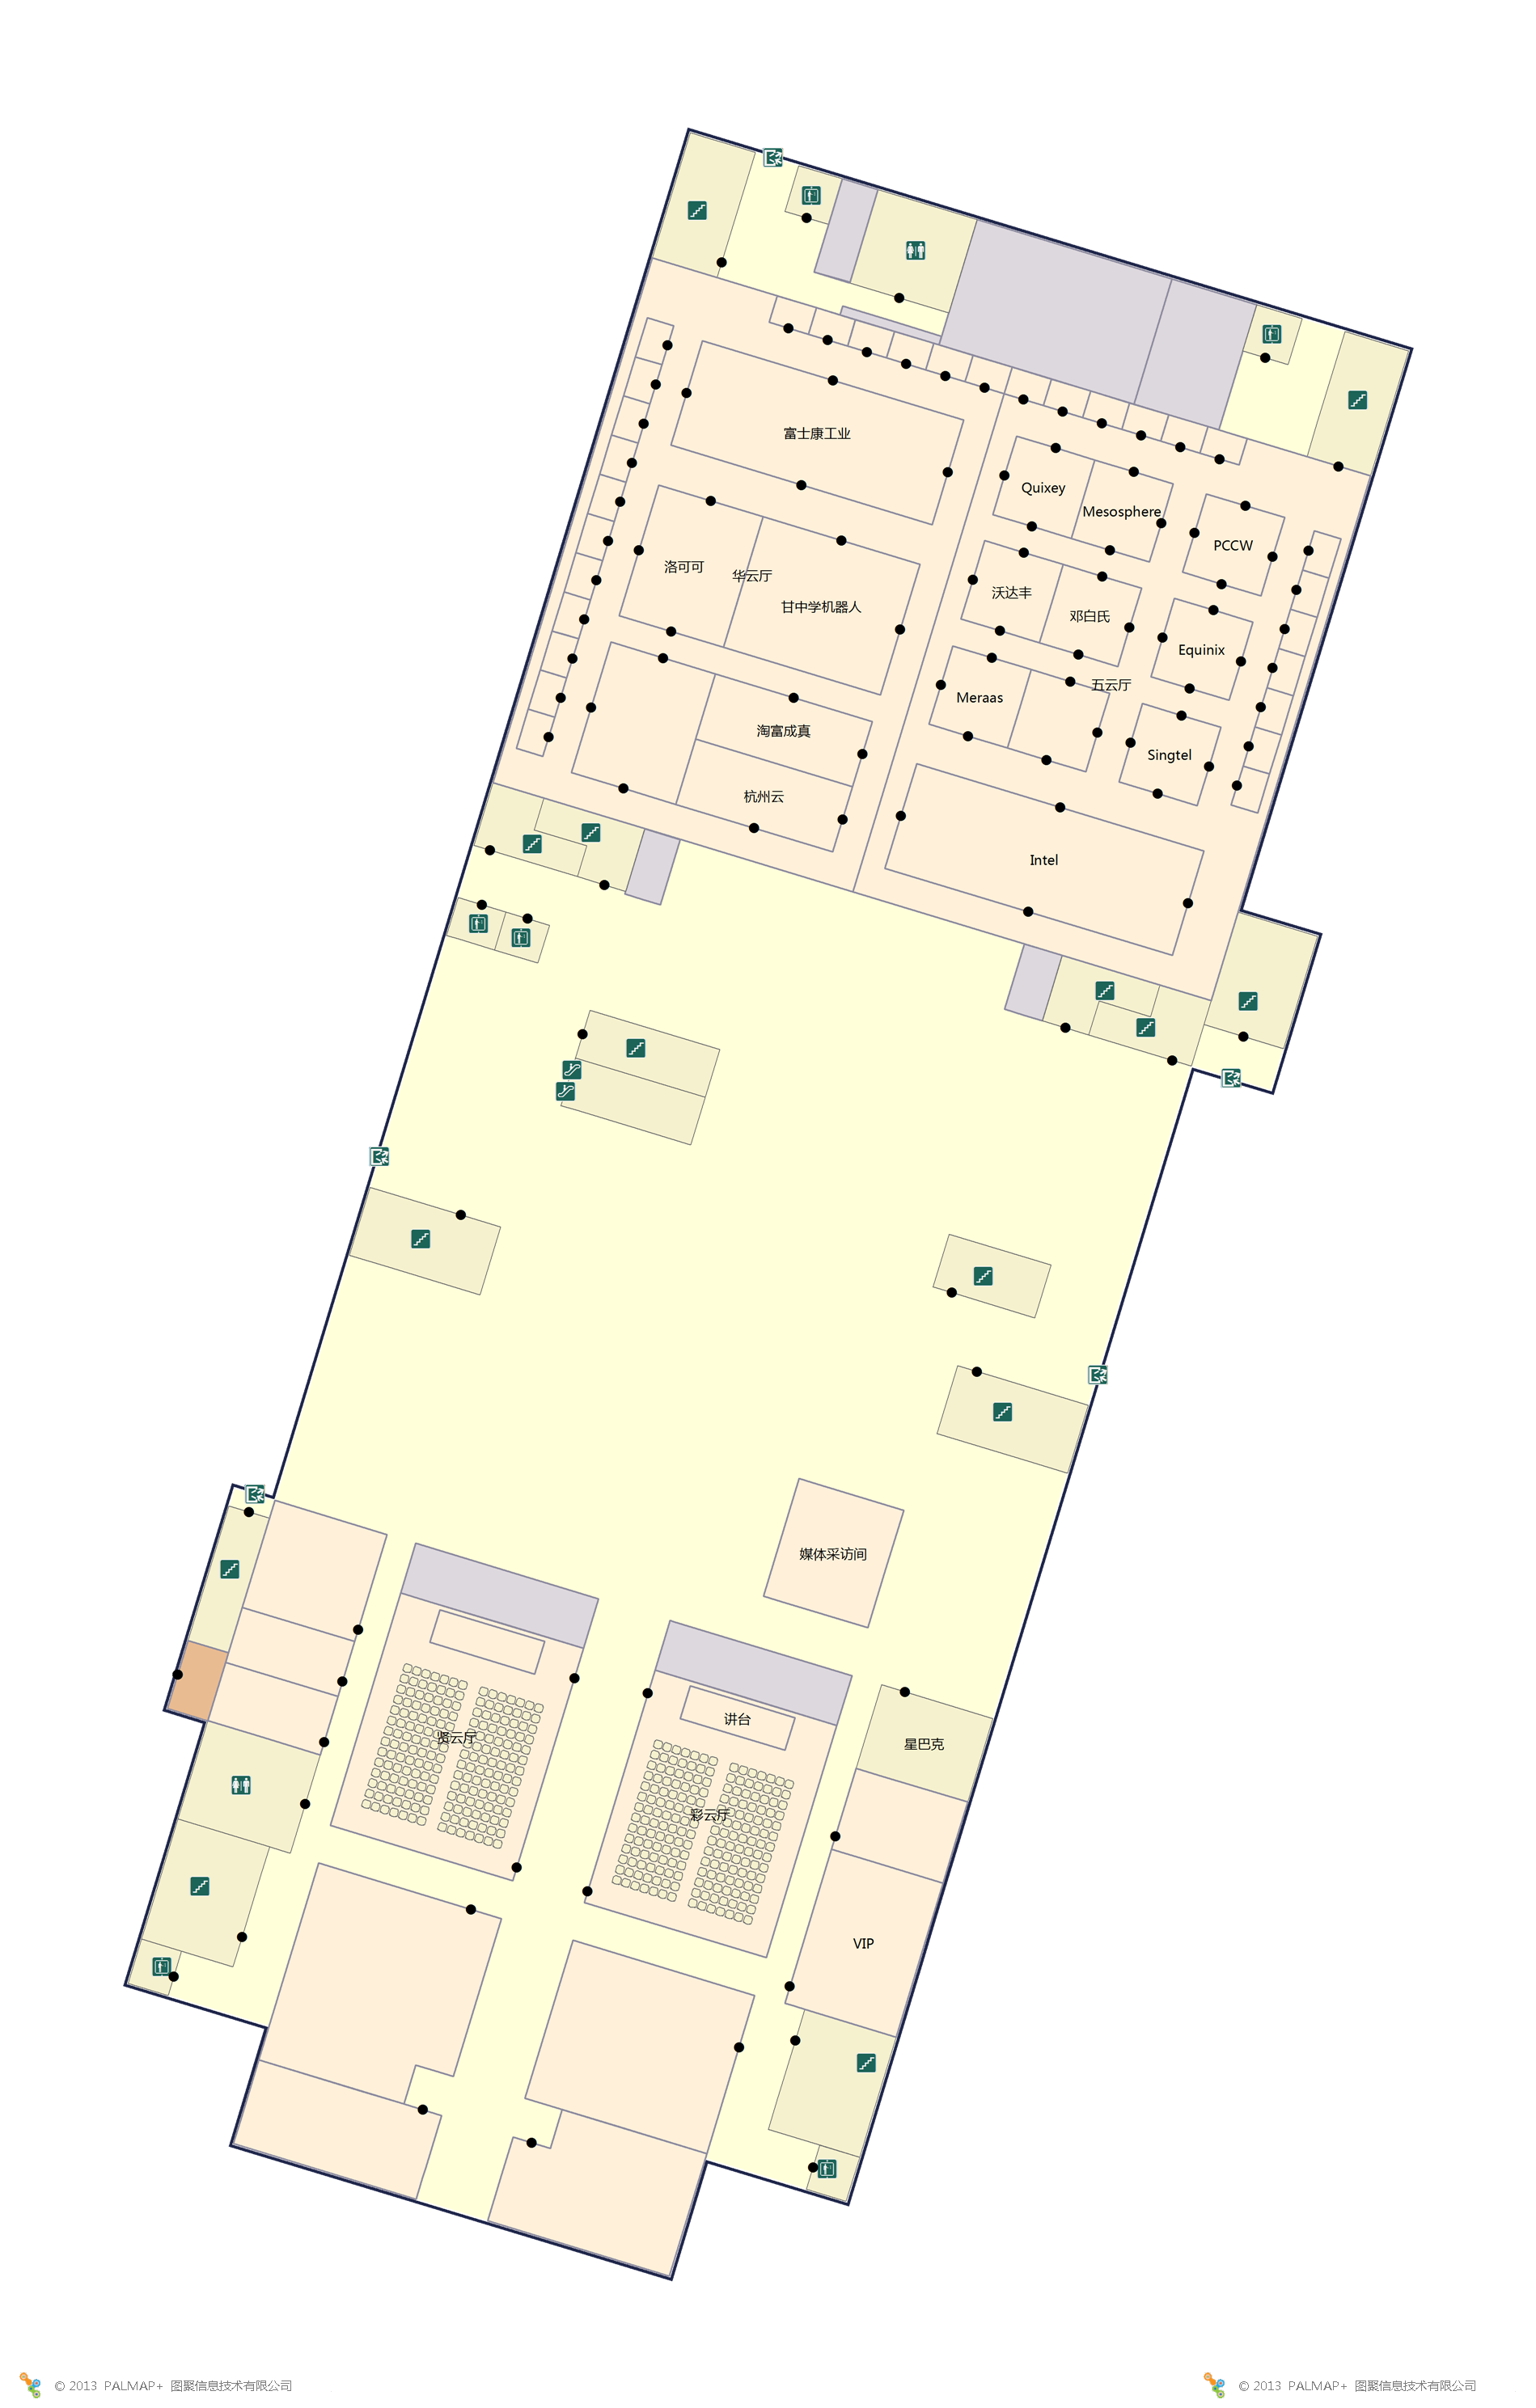 富士康工业
Quixey
Mesosphere
PCCW
洛可可
华云厅
甘中学机器人
沃达丰
邓白氏
Equinix
Meraas
五云厅
淘富成真
Singtel
杭州云
Intel
媒体采访间
讲台
贤云厅
星巴克
彩云厅
VIP
© 2013 PALMAP+ 图聚信息技术有限公司
© 2013 PALMAP+ 图聚信息技术有限公司